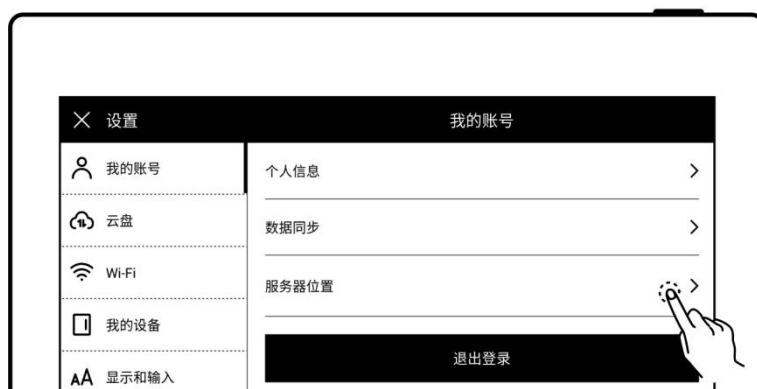 设置
我的账号
我的账号
云盘
Wi-Fi
我的设备
显示和输入
个人信息
数据同步
服务器位置
退出登录